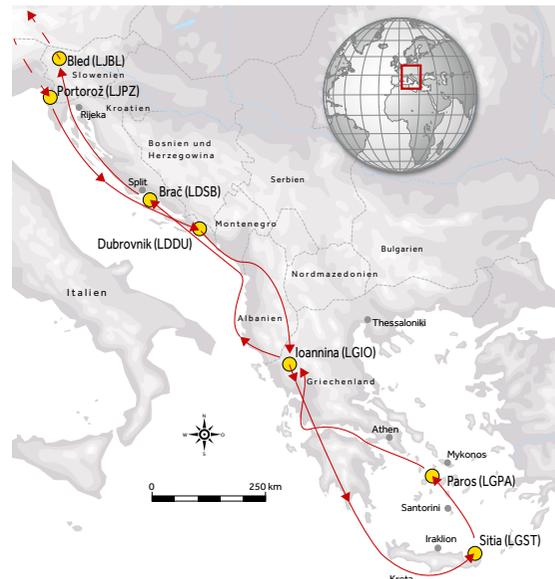 Bled (LJBL)
Slowenien
Portorož (LJPZ)
Kroatien
Rijeka
Bosnien und
Herzegowina
Serbien
Split
Brač (LDSB)
Montenegro
Dubrovnik (LDDU)
Bulgarien
Nordmazedonien
Italien
Albanien
Thessaloniki
Ioannina (LGIO)
Griechenland
N
W
O
S
Athen
Mykonos
Paros (LGPA)
0
250 km
Santorini
Iraklion
Sitia (LGST)
Kreta